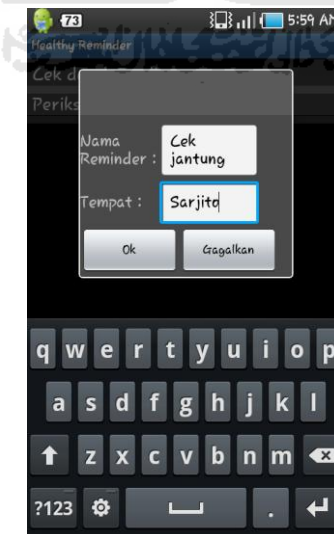 73 5:59 AM
Healthy Reminder
Cek d
Periks
Nama
Reminder :
Cek
jantung
Tempat :
Sarjito
Ok Gagalkan
q w e r t y u i o p
a s d f g h j k l
z x c v b n m
?123 .